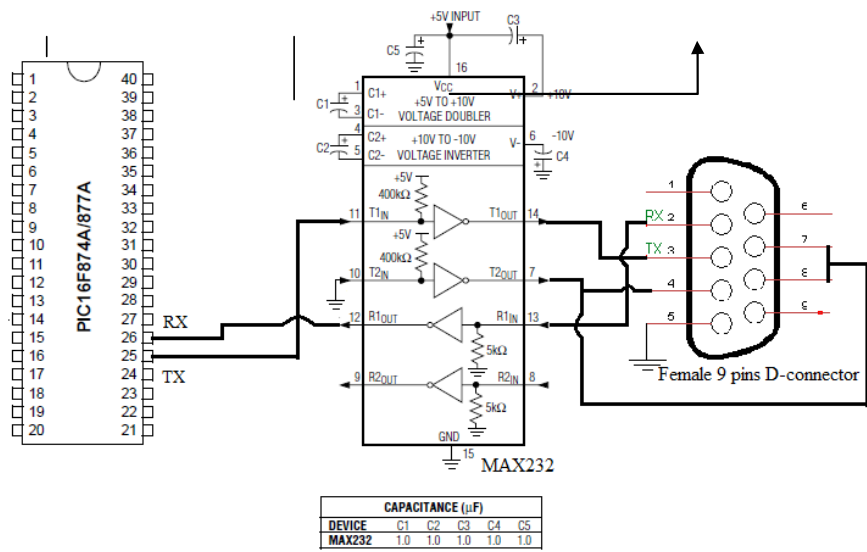 +5V INPUT
C3
C5
16
1
2
3
4
5
6
7
8
9
10
11
12
13
14
15
16
17
18
19
20
40
39
38
37
36
35
34
33
32
31
30
29
28
27
26
25
24
23
22
21
PIC16F874A/877A
RX
TX
1
C1+
VCC
V+
2
+10V
C1
+5V TO +10V
3
C1-
VOLTAGE DOUBLER
4
C2+
+10V TO -10V
V-
6
-10V
C2
5
C2-
VOLTAGE INVERTER
C4
+5V
400kΩ
11
T1IN
T1OUT
14
+5V
400kΩ
10
T2IN
T2OUT
7
12
R1OUT
R1IN
13
5kΩ
9
R2OUT
R2IN
8
5kΩ
GND
15
MAX232
1
RX
2
TX
3
4
5
6
7
8
9
Female 9 pins D-connector
CAPACITANCE (µF)
DEVICE C1 C2 C3 C4 C5
MAX232 1.0 1.0 1.0 1.0 1.0